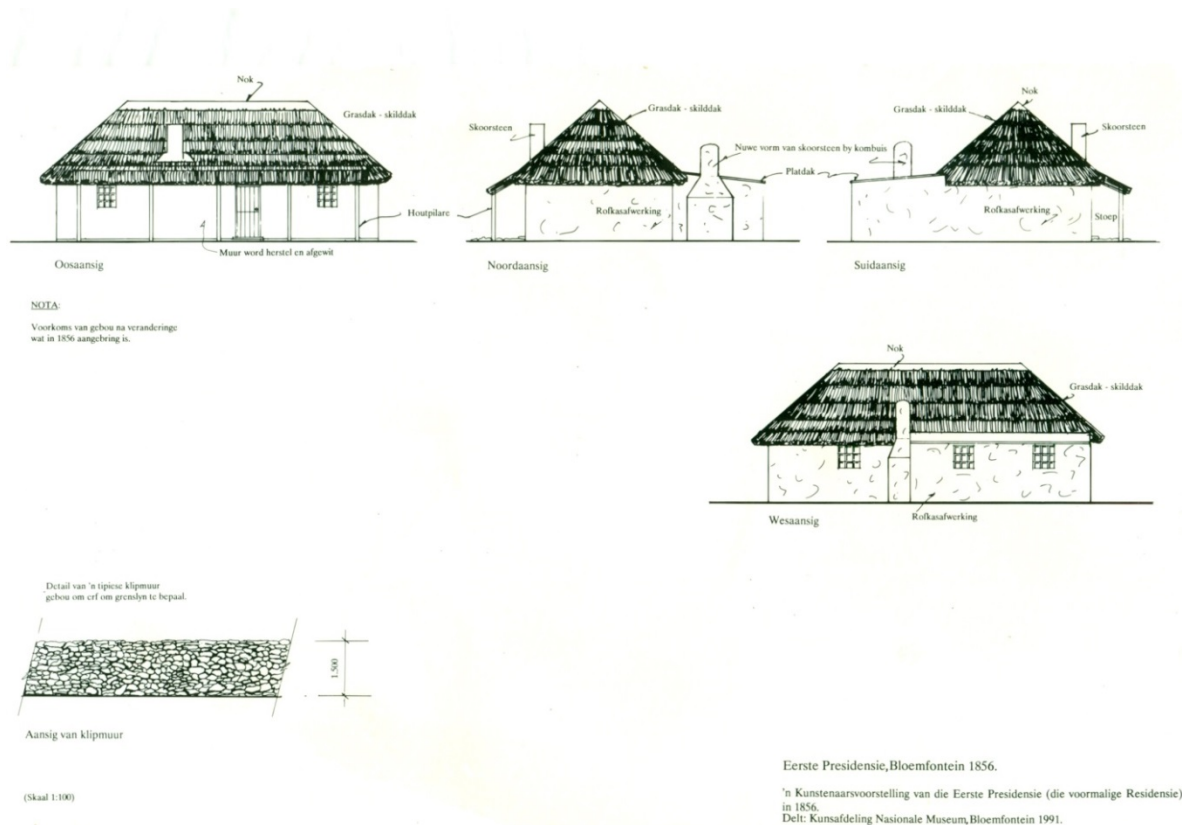 Nok
Grasdak - skilddak
Houtpilare
Muur word herstel en afgewit
Oosaansig
Skoorsteen
Grasdak - skilddak
Nuwe vorm van skoorsteen by kombuis
Platdak
Rofkasafwerking
Noordaansig
Nok
Grasdak - skilddak
Skoorsteen
Rofkasafwerking
Stoep
Suidaansig
NOTA:
Voorkoms van gebou na veranderinge
wat in 1856 aangebring is.
Nok
Grasdak - skilddak
Wesaansig
Rofkasafwerking
Detail van 'n tipiese klipmuur
gebou om erf om grenslyn te bepaal.
1,500
Aansig van klipmuur
(Skaal 1:100)
Eerste Presidensie, Bloemfontein 1856.
'n Kunstenaarsvoorstelling van die Eerste Presidensie (die voormalige Residensie)
in 1856.
Delt: Kunsafdeling Nasionale Museum, Bloemfontein 1991.